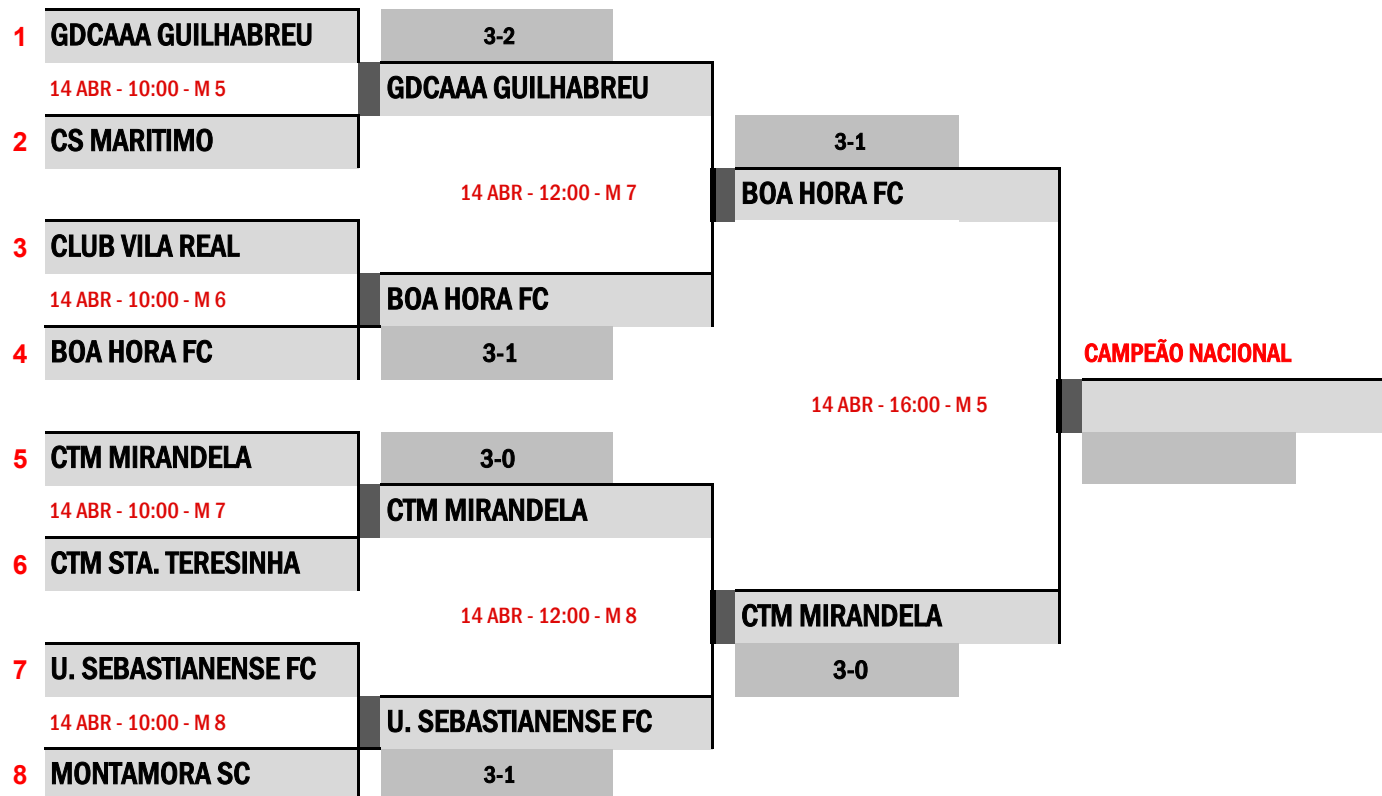 1 GDCAAA GUILHABREU 3-2
14 ABR - 10:00 - M 5 GDCAAA GUILHABREU
2 CS MARITIMO 3-1
14 ABR - 12:00 - M 7 BOA HORA FC
3 CLUB VILA REAL
14 ABR - 10:00 - M 6 BOA HORA FC
4 BOA HORA FC 3-1 CAMPEÃO NACIONAL
14 ABR - 16:00 - M 5
5 CTM MIRANDELA 3-0
14 ABR - 10:00 - M 7 CTM MIRANDELA
6 CTM STA. TERESINHA
14 ABR - 12:00 - M 8 CTM MIRANDELA
7 U. SEBASTIANENSE FC 3-0
14 ABR - 10:00 - M 8 U. SEBASTIANENSE FC
8 MONTAMORA SC 3-1